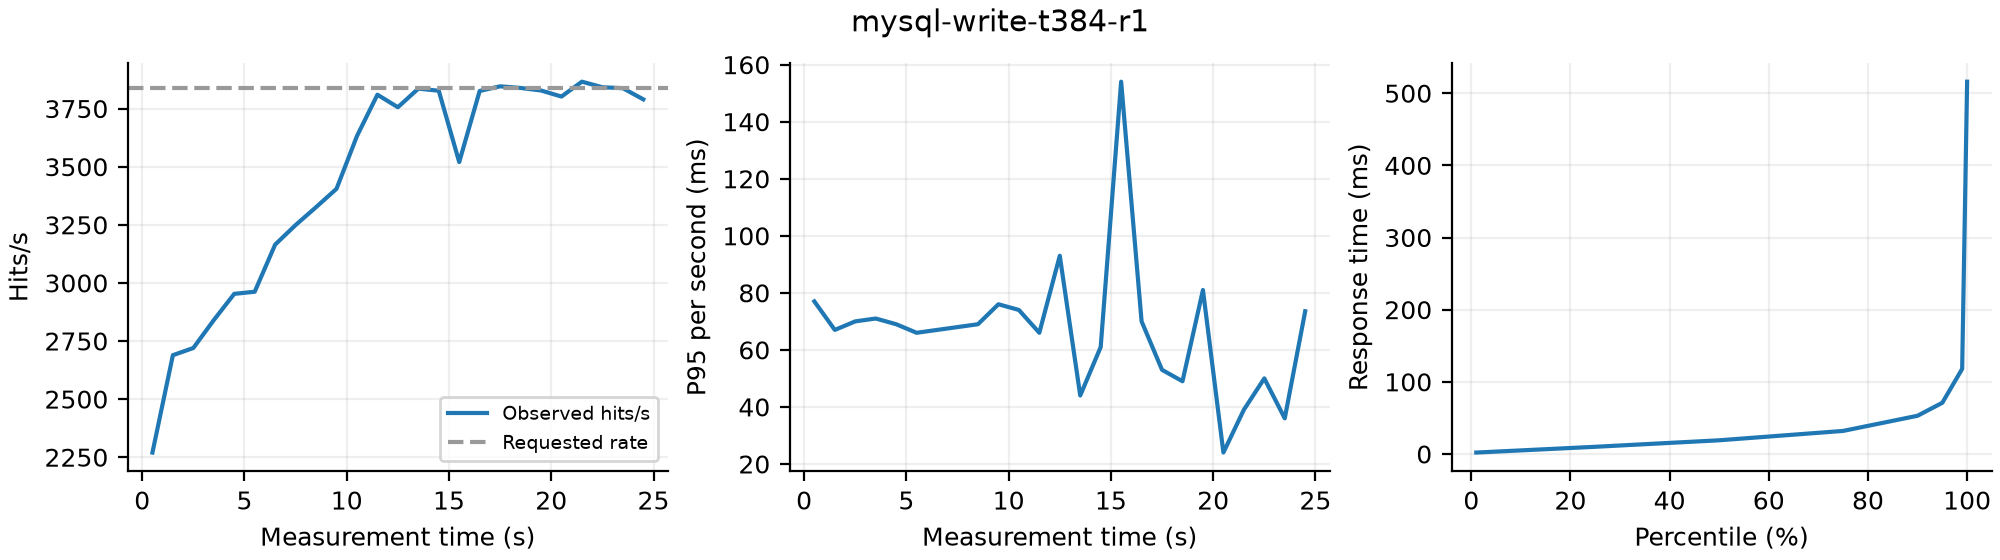 mysql-write-t384-r1
Hits/s
3750
3500
3250
3000
2750
2500
2250
Observed hits/s
Requested rate
0 5 10 15 20 25
Measurement time (s)
P95 per second (ms)
160
140
120
100
80
60
40
20
0 5 10 15 20 25
Measurement time (s)
Response time (ms)
500
400
300
200
100
0
0 20 40 60 80 100
Percentile (%)